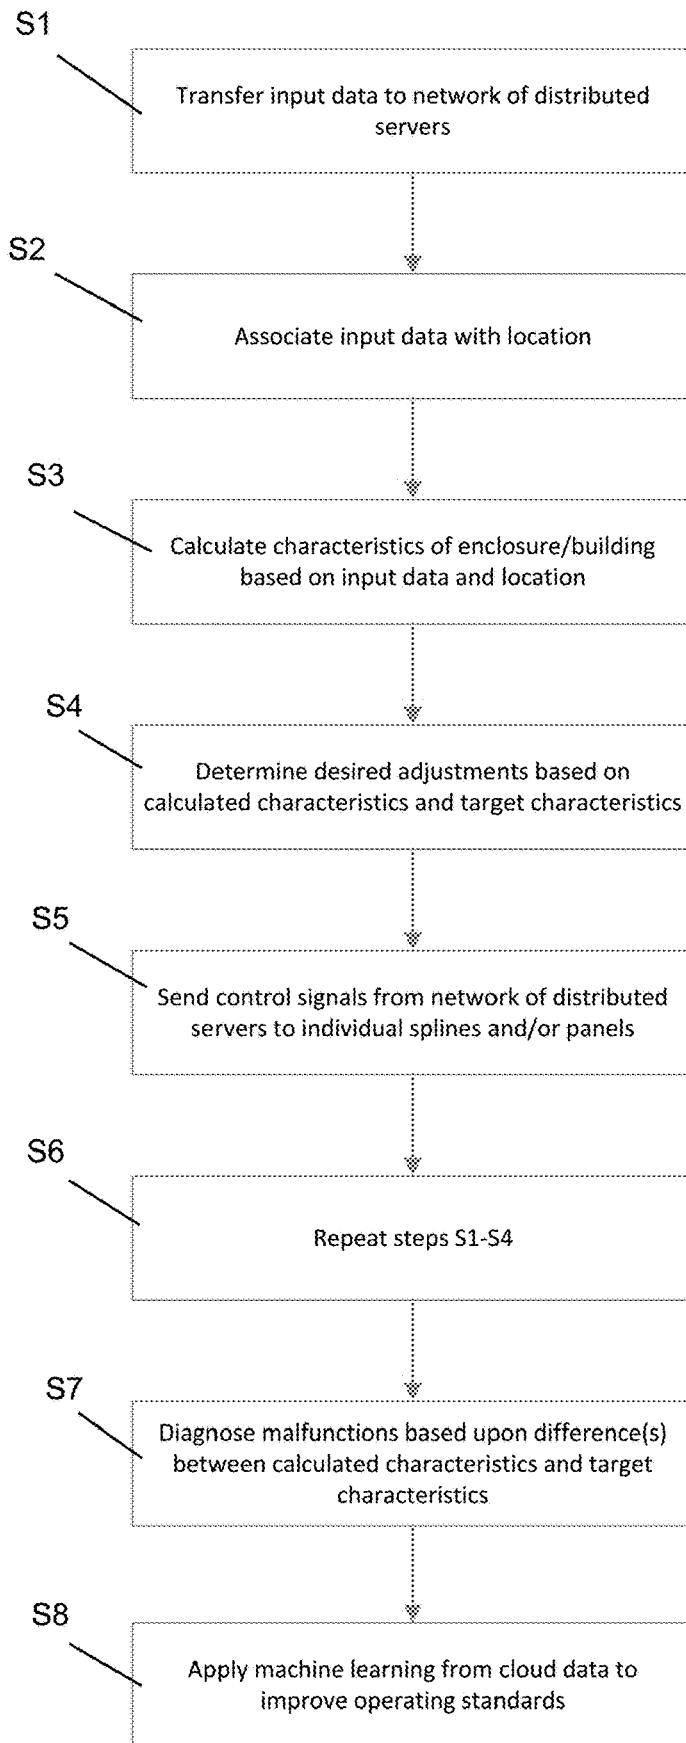 S1
Transfer input data to network of distributed
servers
S2
Associate input data with location
S3
Calculate characteristics of enclosure/building
based on input data and location
S4
Determine desired adjustments based on
calculated characteristics and target characteristics
S5
Send control signals from network of distributed
servers to individual splines and/or panels
S6
Repeat steps S1-S4
S7
Diagnose malfunctions based upon difference(s)
between calculated characteristics and target
characteristics
S8
Apply machine learning from cloud data to
improve operating standards